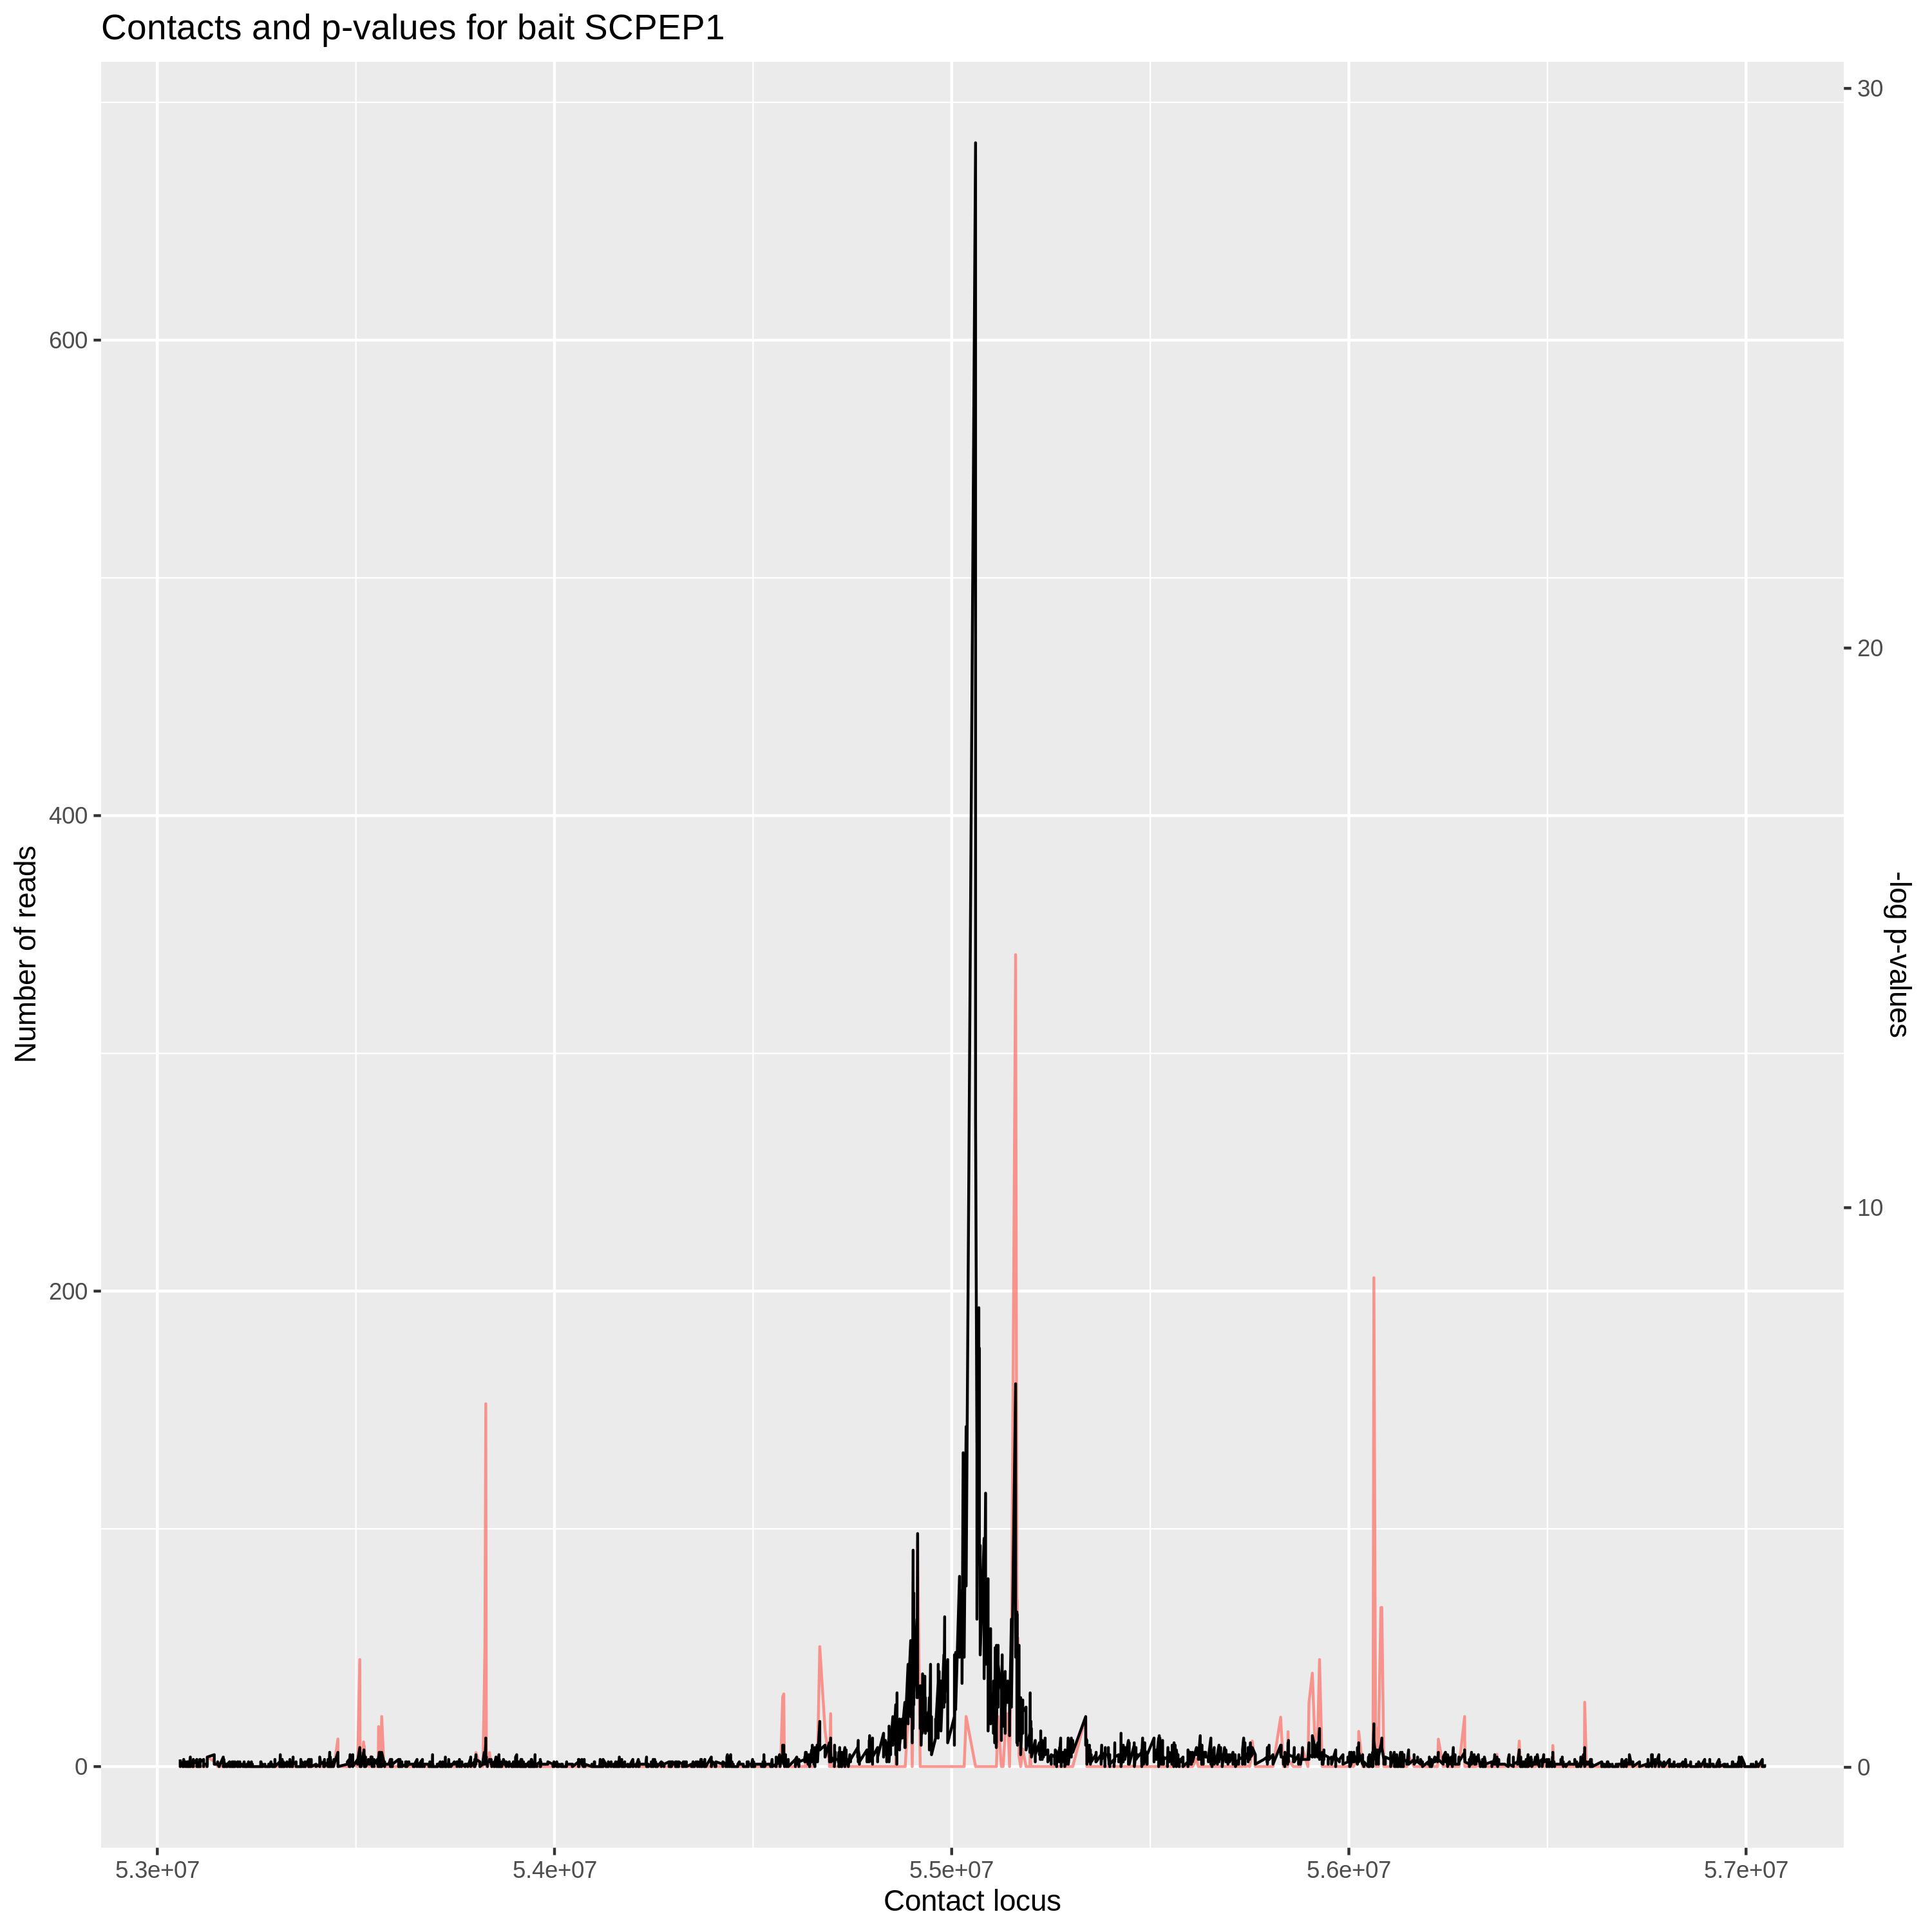 Contacts and p-values for bait SCPEP1
Number of reads
600
400
200
0
30
20
10
0
-log p-values
5.3e+07
5.4e+07
5.5e+07
5.6e+07
5.7e+07
Contact locus